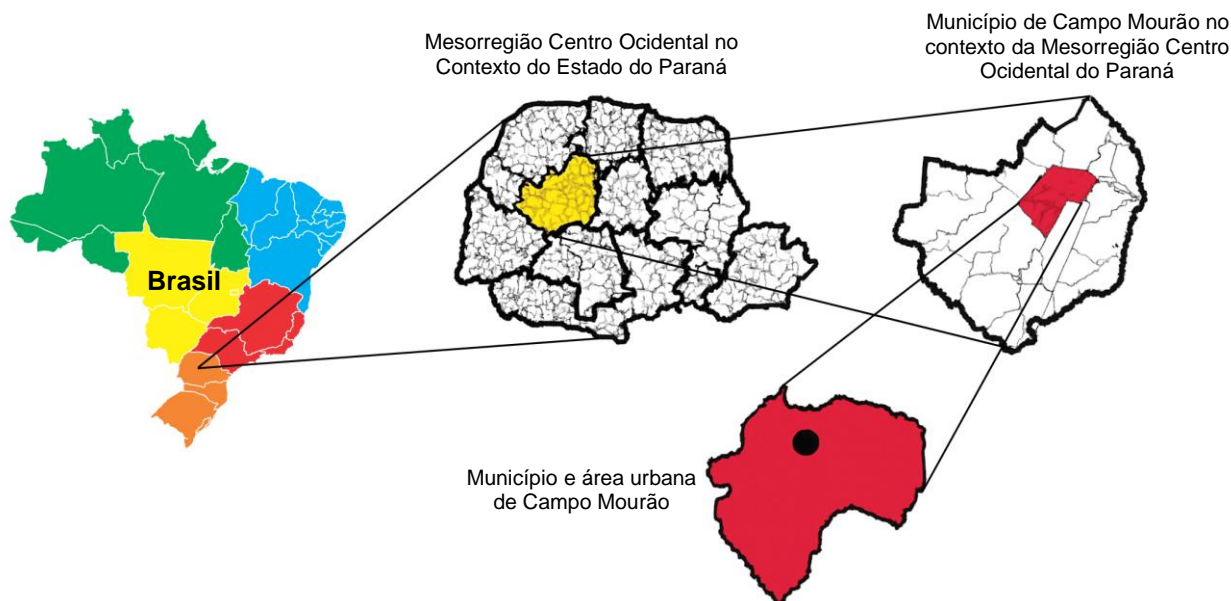 Mesorregião Centro Ocidental no
Contexto do Estado do Paraná
Município de Campo Mourão no
contexto da Mesorregião Centro
Ocidental do Paraná
Brasil
Município e área urbana
de Campo Mourão